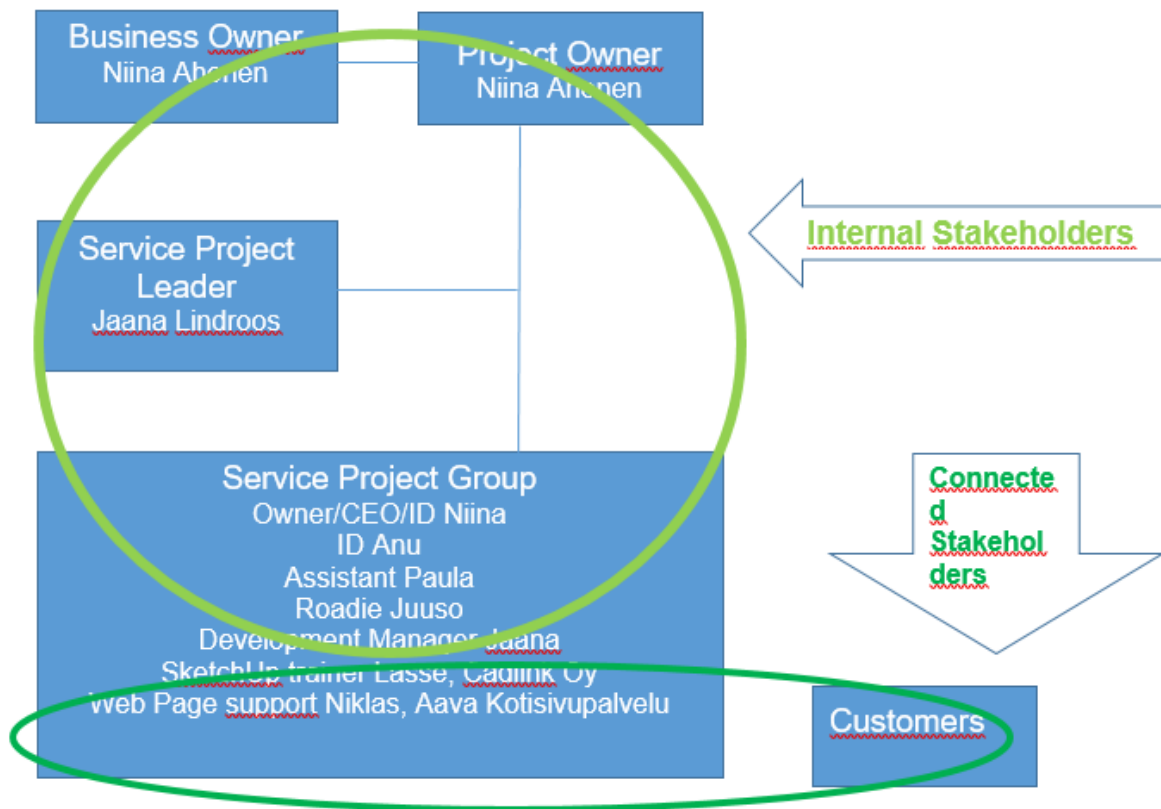 Business Owner
Niina Ahonen
Project Owner
Niina Ahonen
Internal Stakeholders
Service Project
Leader
Jaana Lindroos
Service Project Group
Owner/CEO/ID Niina
ID Anu
Assistant Paula
Roadie Juuso
Development Manager Jaana
SketchUp trainer Lasse, Cadlink Oy
Web Page support Niklas, Aava Kotisivupalvelu
Connecte
d
Stakehol
ders
Customers